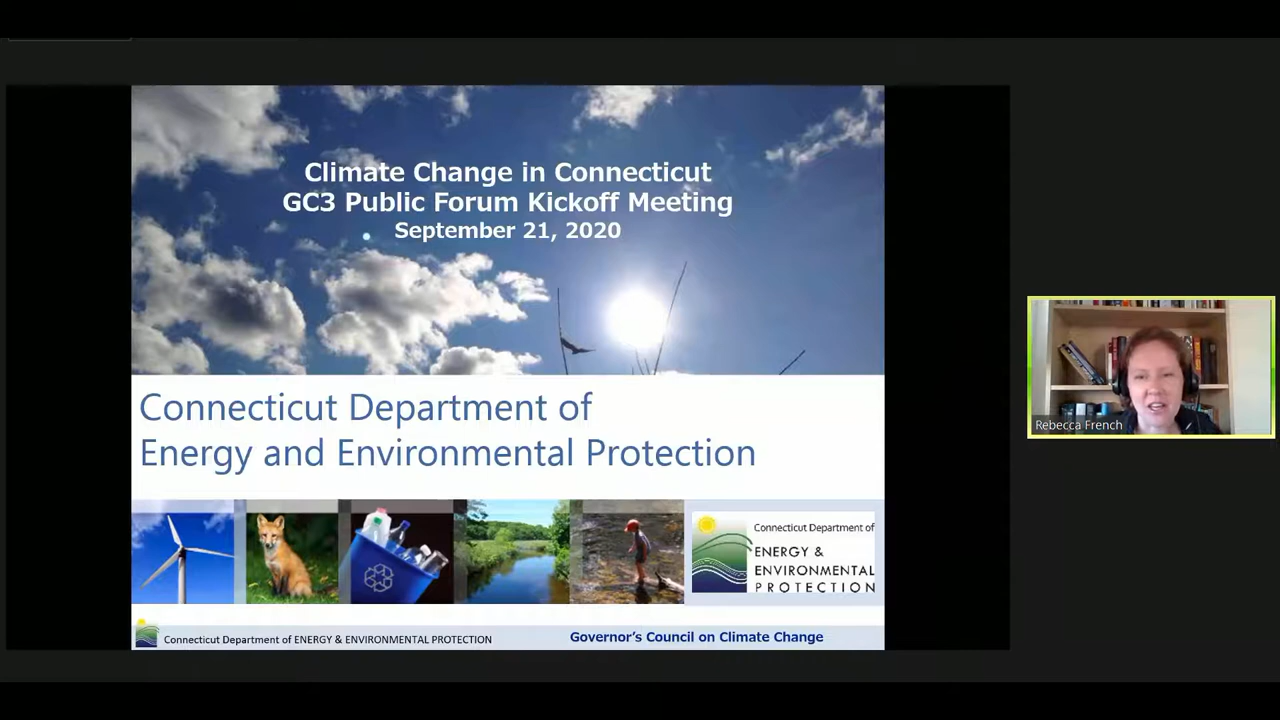 Climate Change in Connecticut
GC3 Public Forum Kickoff Meeting
September 21, 2020
Connecticut Department of
Energy and Environmental Protection
Connecticut Department of
ENERGY &
ENVIRONMENTAL
PROTECTION
Connecticut Department of ENERGY & ENVIRONMENTAL PROTECTION
Governor's Council on Climate Change
Rebecca French